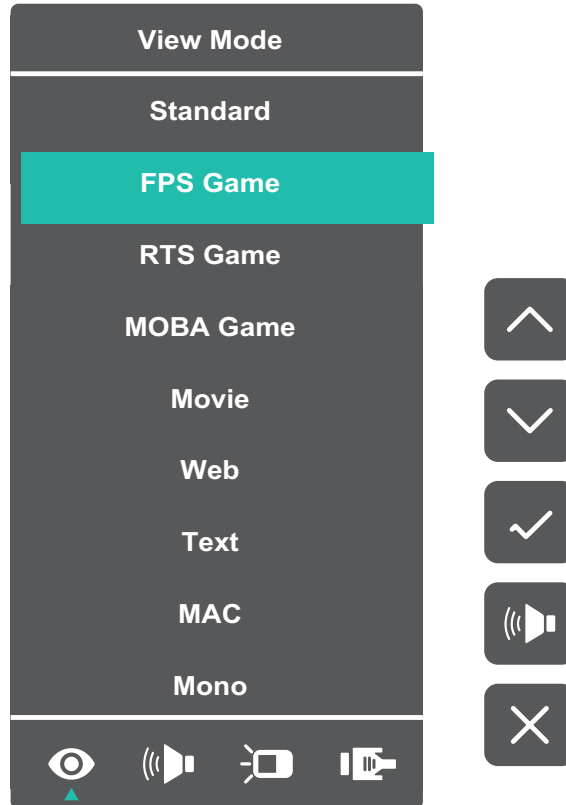 View Mode
Standard
FPS Game
RTS Game
MOBA Game
Movie
Web
Text
MAC
Mono